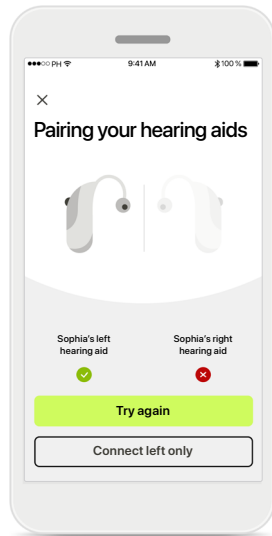 PH 9:41 AM 100 %
Pairing your hearing aids
Sophia's left
hearing aid
Sophia's right
hearing aid
Try again
Connect left only